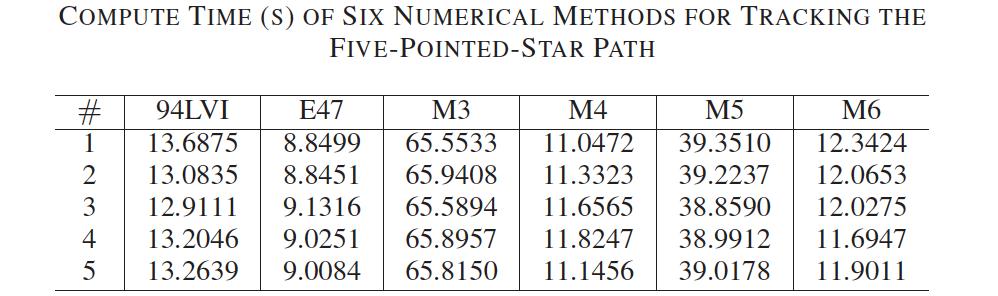 COMPUTE TIME (S) OF SIX NUMERICAL METHODS FOR TRACKING THE
FIVE-POINTED-STAR PATH
# 94LVI E47 M3 M4 M5 M6
1 13.6875 8.8499 65.5533 11.0472 39.3510 12.3424
2 13.0835 8.8451 65.9408 11.3323 39.2237 12.0653
3 12.9111 9.1316 65.5894 11.6565 38.8590 12.0275
4 13.2046 9.0251 65.8957 11.8247 38.9912 11.6947
5 13.2639 9.0084 65.8150 11.1456 39.0178 11.9011